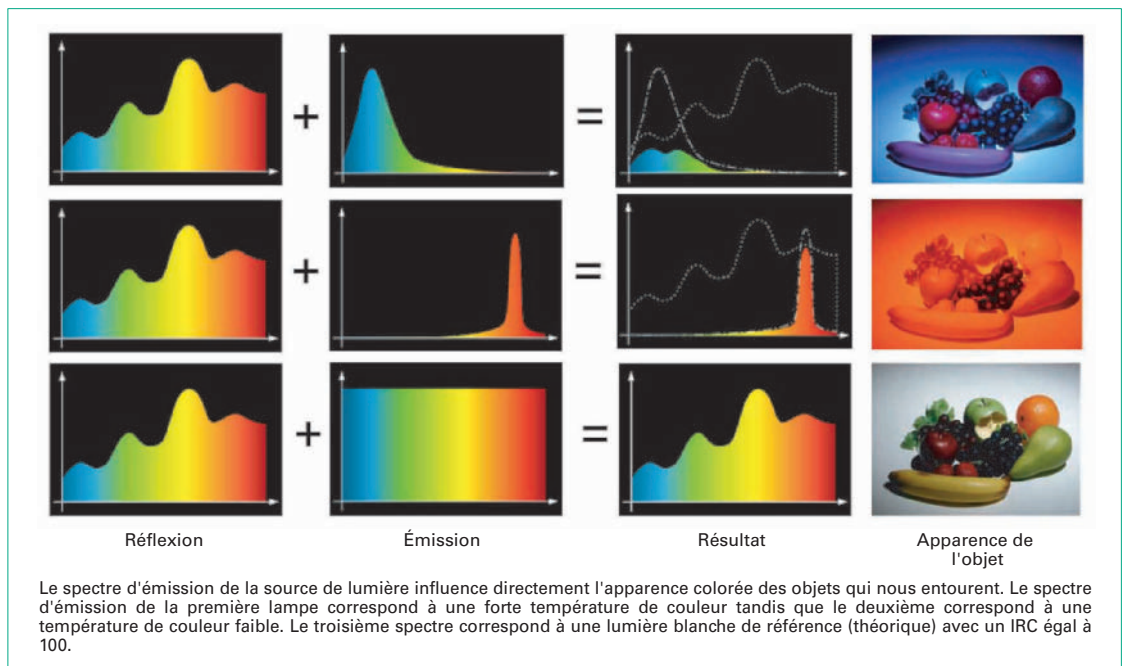 +
=
+
=
+
=
Réflexion
Émission
Résultat
Apparence de
l'objet
Le spectre d'émission de la source de lumière influence directement l'apparence colorée des objets qui nous entourent. Le spectre
d'émission de la première lampe correspond à une forte température de couleur tandis que le deuxième correspond à une
température de couleur faible. Le troisième spectre correspond à une lumière blanche de référence (théorique) avec un IRC égal à
100.